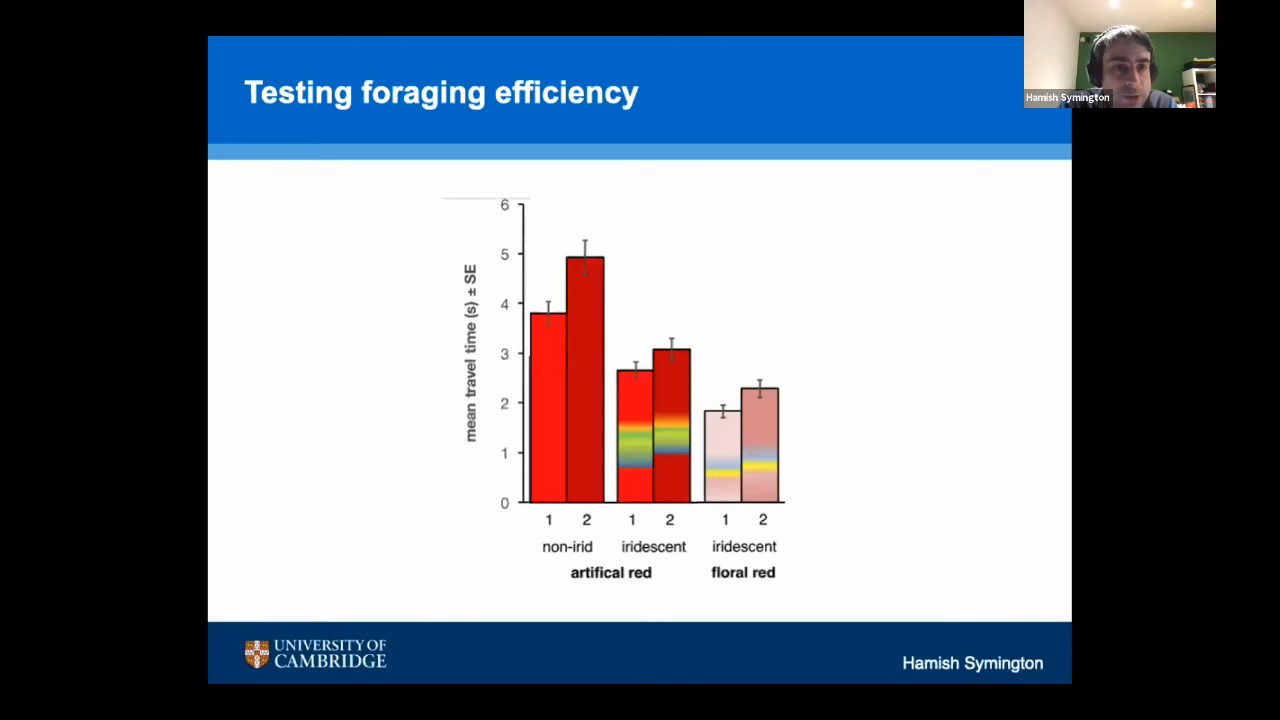 Testing foraging efficiency
Hamish Symington
mean travel time (s) ± SE
6
5
4
3
2
1
0
1 2 1 2 1 2
non-irid iridescent iridescent
artifical red floral red
UNIVERSITY OF
CAMBRIDGE
Hamish Symington